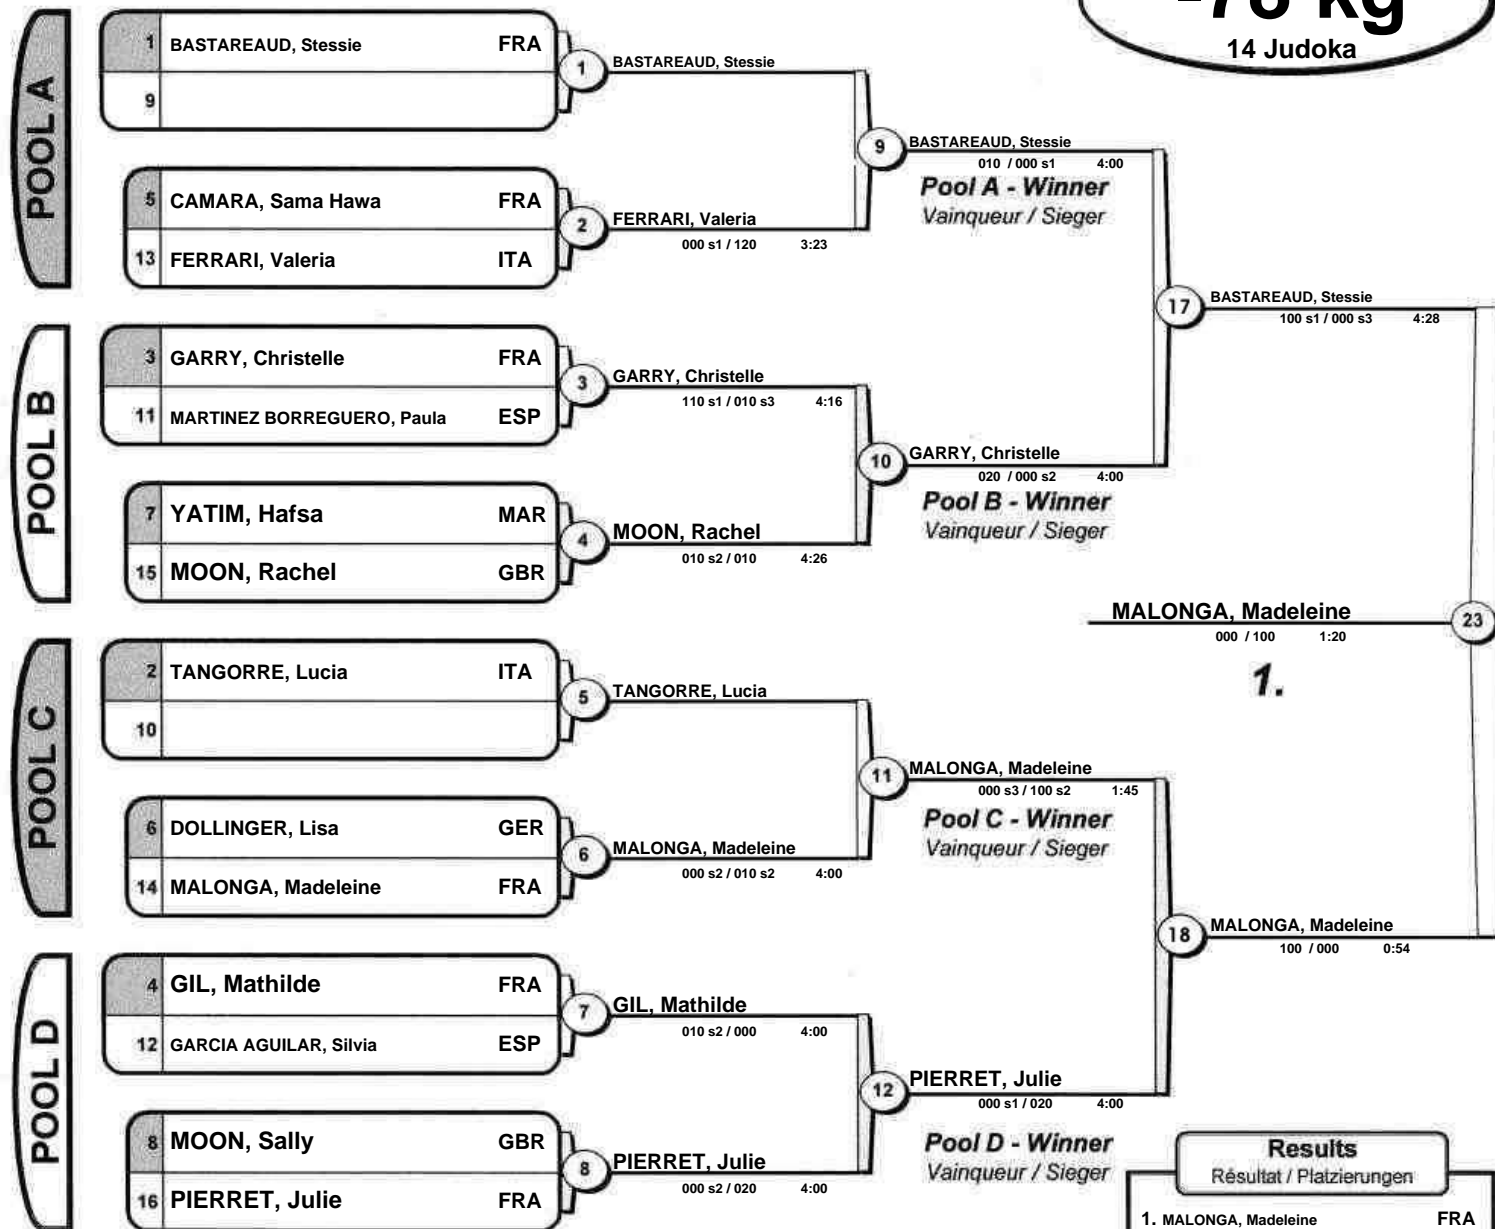 -78 kg
14 Judoka
POOL A
1 BASTAREAUD, Stessie FRA
9
1 BASTAREAUD, Stessie
5 CAMARA, Sama Hawa FRA
13 FERRARI, Valeria ITA
2 FERRARI, Valeria
000 s1 / 120 3:23
9 BASTAREAUD, Stessie
010 / 000 s1 4:00
Pool A - Winner
Vainqueur / Sieger
POOL B
3 GARRY, Christelle FRA
11 MARTINEZ BORREGUERO, Paula ESP
3 GARRY, Christelle
110 s1 / 010 s3 4:16
7 YATIM, Hafsa MAR
15 MOON, Rachel GBR
4 MOON, Rachel
010 s2 / 010 4:26
10 GARRY, Christelle
020 / 000 s2 4:00
Pool B - Winner
Vainqueur / Sieger
17 BASTAREAUD, Stessie
100 s1 / 000 s3 4:28
MALONGA, Madeleine 23
000 / 100 1:20
1.
POOL C
2 TANGORRE, Lucia ITA
10
5 TANGORRE, Lucia
6 DOLLINGER, Lisa GER
14 MALONGA, Madeleine FRA
6 MALONGA, Madeleine
000 s2 / 010 s2 4:00
11 MALONGA, Madeleine
000 s3 / 100 s2 1:45
Pool C - Winner
Vainqueur / Sieger
POOL D
4 GIL, Mathilde FRA
12 GARCIA AGUILAR, Silvia ESP
7 GIL, Mathilde
010 s2 / 000 4:00
8 MOON, Sally GBR
16 PIERRET, Julie FRA
8 PIERRET, Julie
000 s2 / 020 4:00
12 PIERRET, Julie
000 s1 / 020 4:00
Pool D - Winner
Vainqueur / Sieger
18 MALONGA, Madeleine
100 / 000 0:54
Results
Résultat / Platzierungen
1. MALONGA, Madeleine FRA